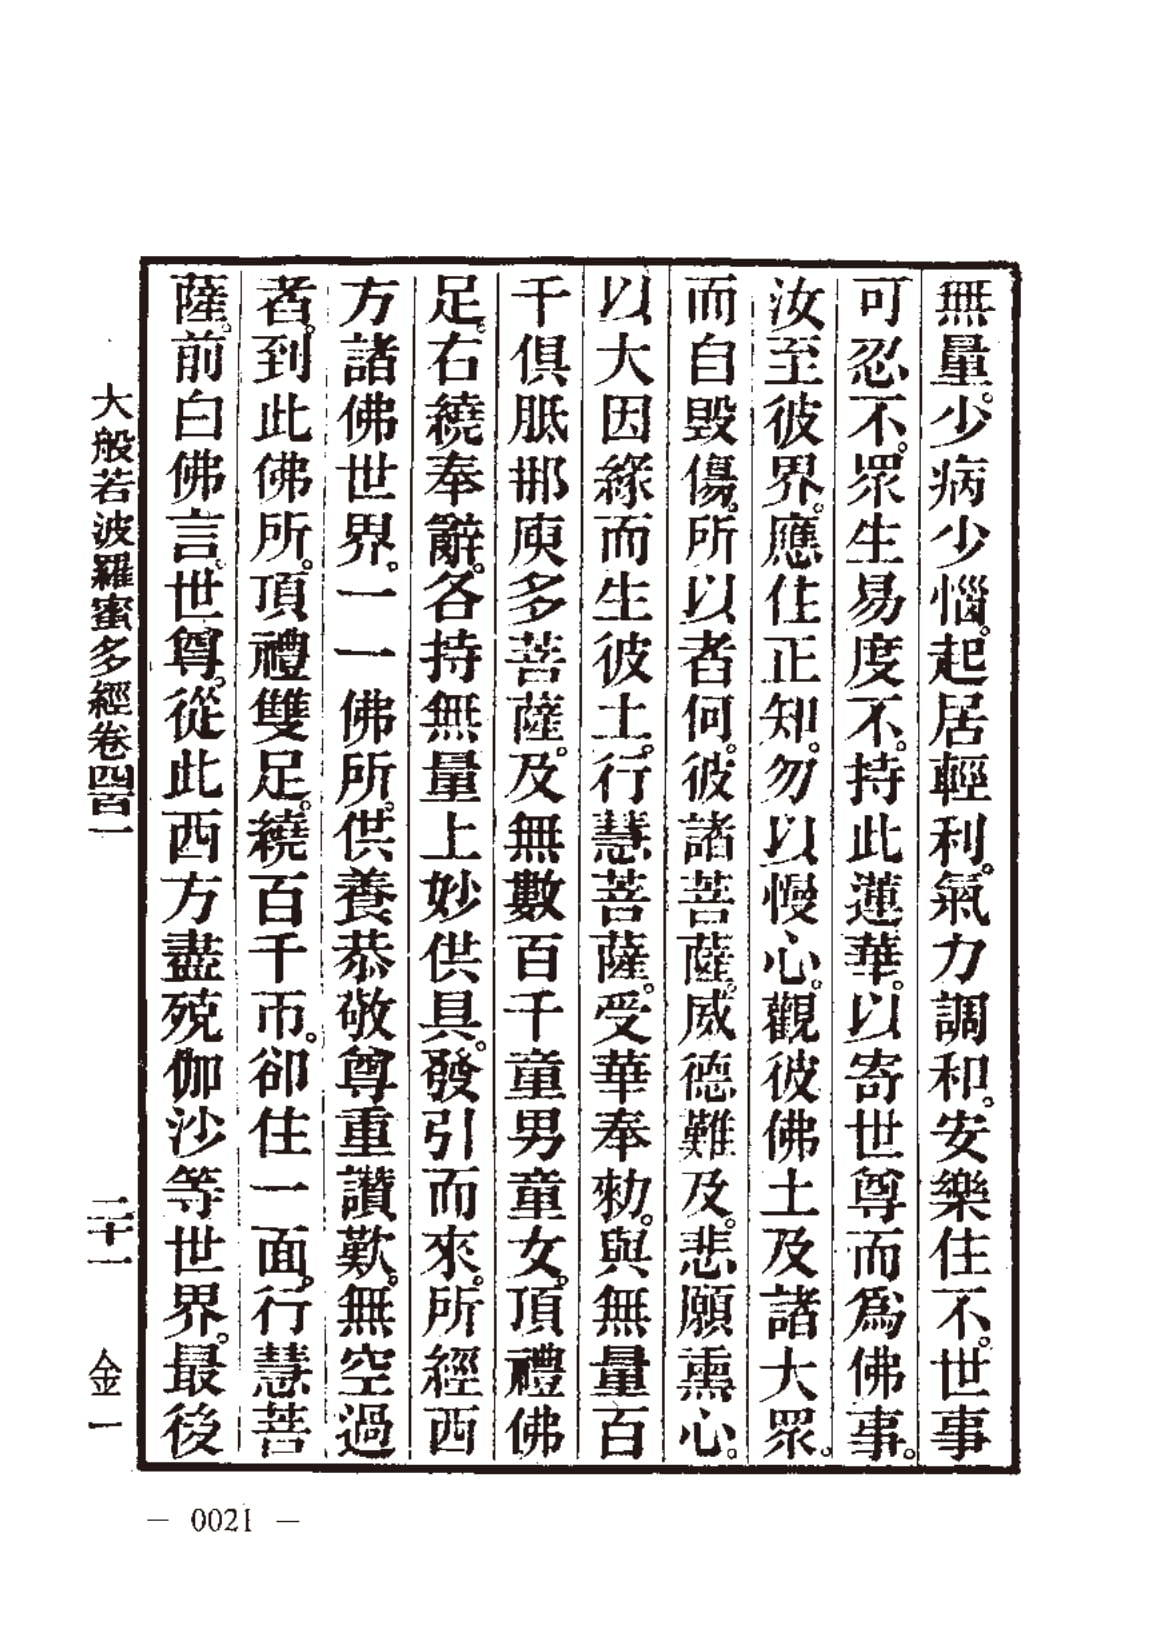 無量。少病少惱。起居輕利。氣力調和。安樂住不。世事
可忍不。眾生易度不。持此蓮華。以寄世尊而爲佛事。
汝至彼界。應住正知。勿以慢心。觀彼佛土及諸大眾。
而自毀傷。所以者何。彼諸菩薩。威德難及。悲願熏心。
以大因緣而生彼土。行慧菩薩。受華奉勑。與無量百
千俱胝那庾多菩薩。及無數百千童男童女。頂禮佛
足。右繞奉辭。各持無量上妙供具。發引而來。所經西
方諸佛世界。一一佛所。供養恭敬尊重讚歎。無空過
者。到此佛所。頂禮雙足。繞百千帀。卻住一面。行慧菩
薩。前白佛言。世尊。從此西方盡殑伽沙等世界。最後
大般若波羅蜜多經卷四百一 二十一 金一
— 0021 —